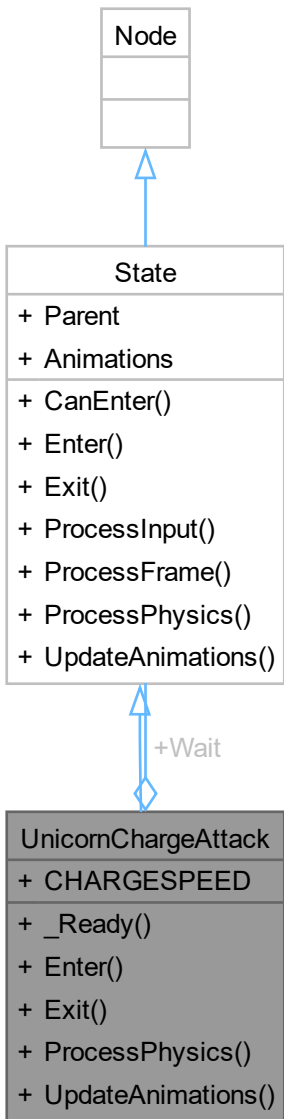 Node
State
+ Parent
+ Animations
+ CanEnter()
+ Enter()
+ Exit()
+ ProcessInput()
+ ProcessFrame()
+ ProcessPhysics()
+ UpdateAnimations()
+Wait
UnicornChargeAttack
+ CHARGESPEED
+ _Ready()
+ Enter()
+ Exit()
+ ProcessPhysics()
+ UpdateAnimations()